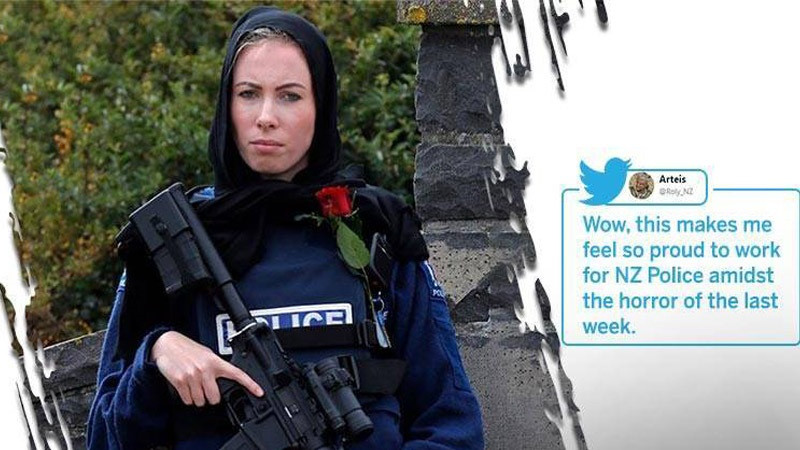 Arteis
@Roly_NZ
Wow, this makes me
feel so proud to work
for NZ Police amidst
the horror of the last
week.
POLICE